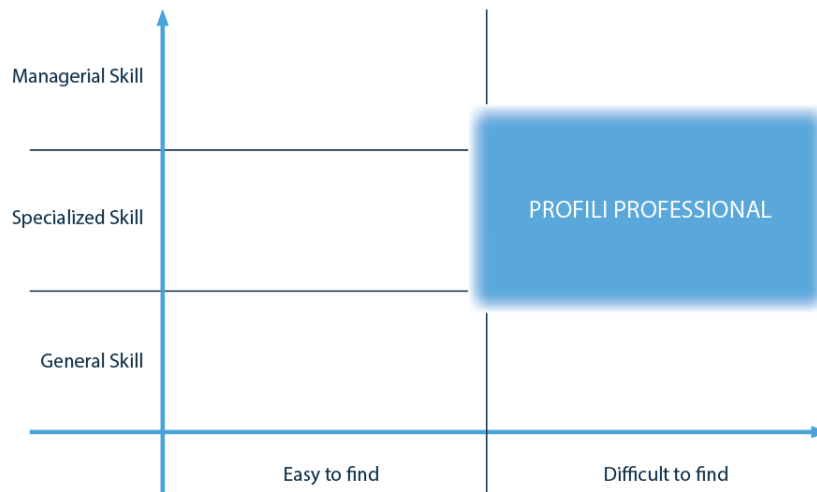 Managerial Skill
Specialized Skill
PROFILI PROFESSIONAL
General Skill
Easy to find
Difficult to find